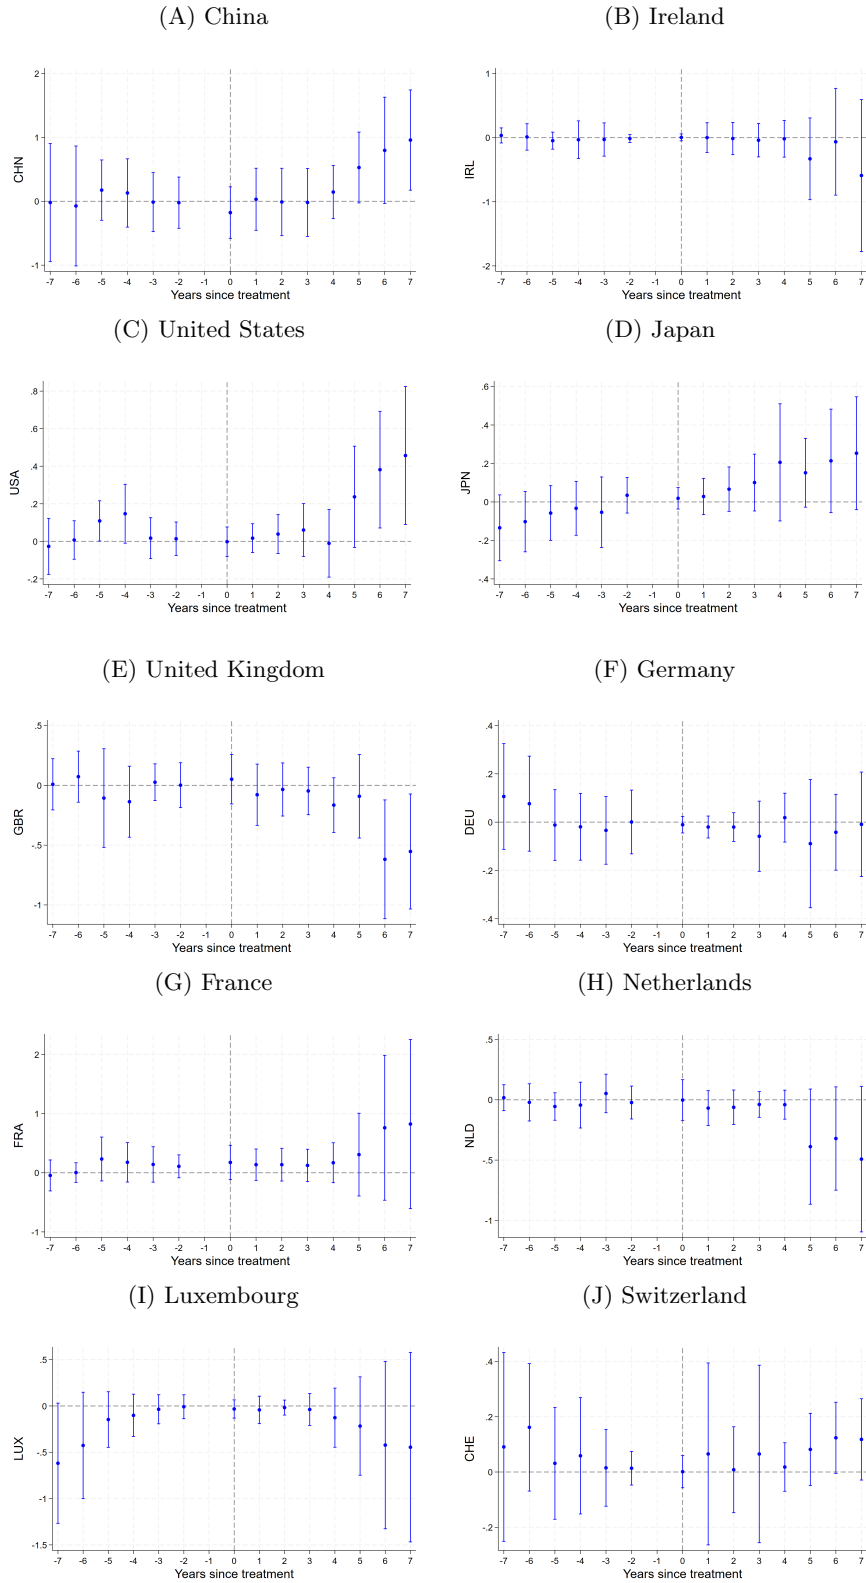 (A) China
(B) Ireland
2
1
0
-1
CHN
-7 -6 -5 -4 -3 -2 -1 0 1 2 3 4 5 6 7
Years since treatment
1
0
-1
-2
IRL
-7 -6 -5 -4 -3 -2 -1 0 1 2 3 4 5 6 7
Years since treatment
(C) United States
(D) Japan
.8
.6
.4
.2
0
-.2
USA
-7 -6 -5 -4 -3 -2 -1 0 1 2 3 4 5 6 7
Years since treatment
.6
.4
.2
0
-.2
-.4
JPN
-7 -6 -5 -4 -3 -2 -1 0 1 2 3 4 5 6 7
Years since treatment
(E) United Kingdom
(F) Germany
.5
0
-.5
-1
GBR
-7 -6 -5 -4 -3 -2 -1 0 1 2 3 4 5 6 7
Years since treatment
.4
.2
0
-.2
-.4
DEU
-7 -6 -5 -4 -3 -2 -1 0 1 2 3 4 5 6 7
Years since treatment
(G) France
(H) Netherlands
2
1
0
-1
FRA
-7 -6 -5 -4 -3 -2 -1 0 1 2 3 4 5 6 7
Years since treatment
.5
0
-.5
-1
NLD
-7 -6 -5 -4 -3 -2 -1 0 1 2 3 4 5 6 7
Years since treatment
(I) Luxembourg
(J) Switzerland
.5
0
-.5
-1
-1.5
LUX
-7 -6 -5 -4 -3 -2 -1 0 1 2 3 4 5 6 7
Years since treatment
.4
.2
0
-.2
CHE
-7 -6 -5 -4 -3 -2 -1 0 1 2 3 4 5 6 7
Years since treatment